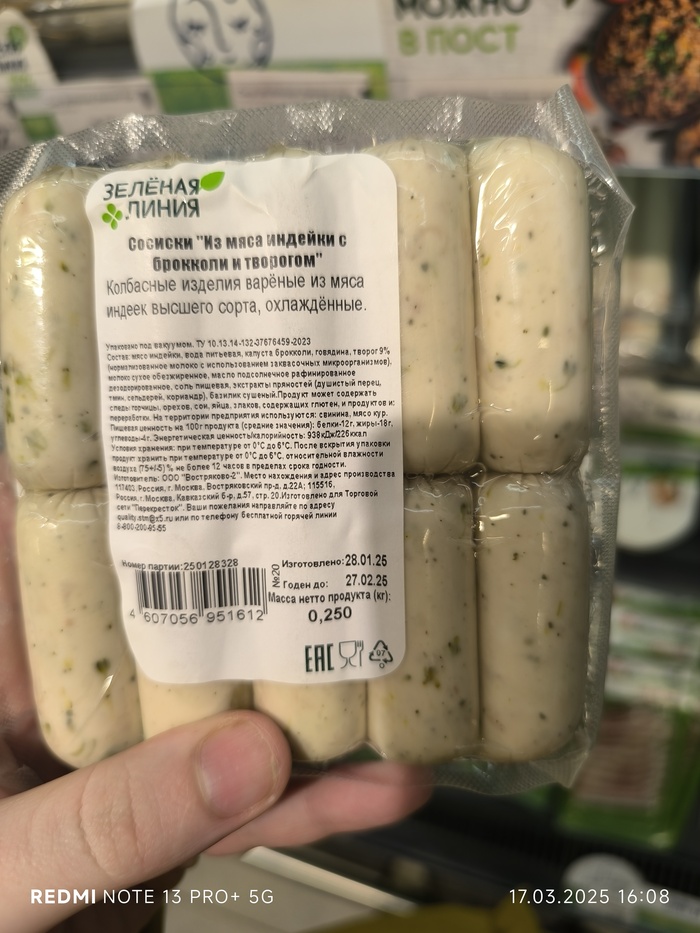 МОЖНО
В ПОСТ
ЗЕЛЁНАЯ
ЛИНИЯ
Сосиски "Из мяса индейки с
брокколи и творогом"
Колбасные изделия варёные из мяса
индеек высшего сорта, охлаждённые.
Упаковано под вакуумом. ТУ 10.13.14-132-37676459-2023
Состав: мясо индейки, вода питьевая, капуста брокколи, говядина, творог 9%
(нормализованное молоко с использованием заквасочных микроорганизмов),
молоко сухое обезжиренное, масло подсолнечное рафинированное
дезодорированное, соль пищевая, экстракты пряностей (душистый перец,
тмин, сельдерей, кориандр), базилик сушеный.Продукт может содержать
следы горчицы, орехов, сои, яйца, злаков, содержащих глютен, и продуктов их
переработки. На территории предприятия используются: свинина, мясо кур.
Пищевая ценность на 100г продукта (средние значения): белки-12г, жиры-18г,
углеводы-4г. Энергетическая ценность/калорийность: 938кДж/226ккал
Условия хранения: при температуре от 0°С до 6°С. После вскрытия упаковки
продукт хранить при температуре от 0°С до 6°С, относительной влажности
воздуха (75+/-5) % не более 12 часов в пределах срока годности.
Изготовитель: ООО "Востряково-2". Место нахождения и адрес производства
117403, Россия, г. Москва, Востряковский пр-д, д.22А; 115516,
Россия, г. Москва, Кавказский б-р, д.57, стр. 20.Изготовлено для Торговой
сети "Перекресток". Ваши пожелания направляйте по адресу
quality.stm@x5.ru или по телефону бесплатной горячей линии
8-800-200-95-55
Номер партии:250128328
№20
Изготовлено:28.01.25
Годен до: 27.02.25
Масса нетто продукта (кг):
0,250
4 607056 951612
EAC
07
REDMI NOTE 13 PRO+ 5G
17.03.2025 16:08